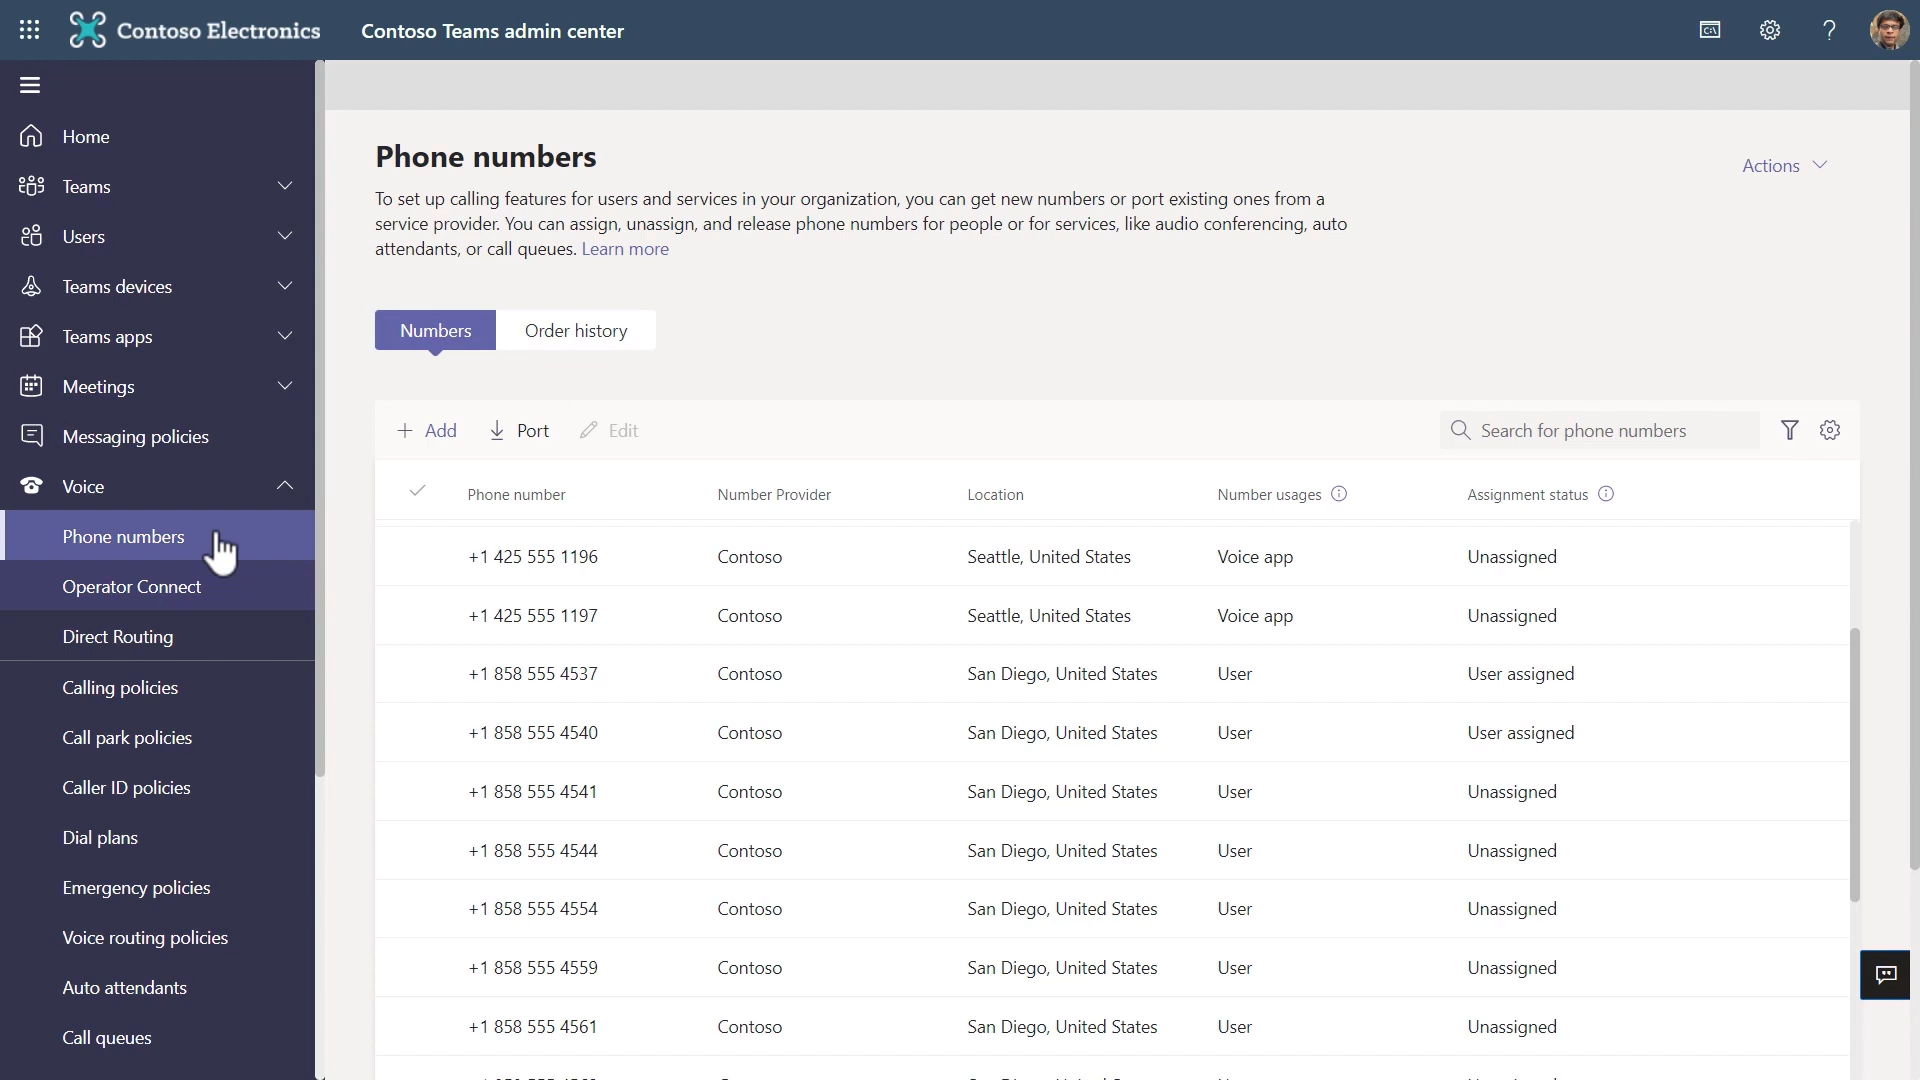 Contoso Electronics
Contoso Teams admin center
Home
Teams
Users
Teams devices
Teams apps
Meetings
Messaging policies
Voice
Phone numbers
Operator Connect
Direct Routing
Calling policies
Call park policies
Caller ID policies
Dial plans
Emergency policies
Voice routing policies
Auto attendants
Call queues
Phone numbers
Actions
To set up calling features for users and services in your organization, you can get new numbers or port existing ones from a
service provider. You can assign, unassign, and release phone numbers for people or for services, like audio conferencing, auto
attendants, or call queues. Learn more
Numbers Order history
Add Port Edit Search for phone numbers
Phone number Number Provider Location Number usages Assignment status
+1 425 555 1196 Contoso Seattle, United States Voice app Unassigned
+1 425 555 1197 Contoso Seattle, United States Voice app Unassigned
+1 858 555 4537 Contoso San Diego, United States User User assigned
+1 858 555 4540 Contoso San Diego, United States User User assigned
+1 858 555 4541 Contoso San Diego, United States User Unassigned
+1 858 555 4544 Contoso San Diego, United States User Unassigned
+1 858 555 4554 Contoso San Diego, United States User Unassigned
+1 858 555 4559 Contoso San Diego, United States User Unassigned
+1 858 555 4561 Contoso San Diego, United States User Unassigned